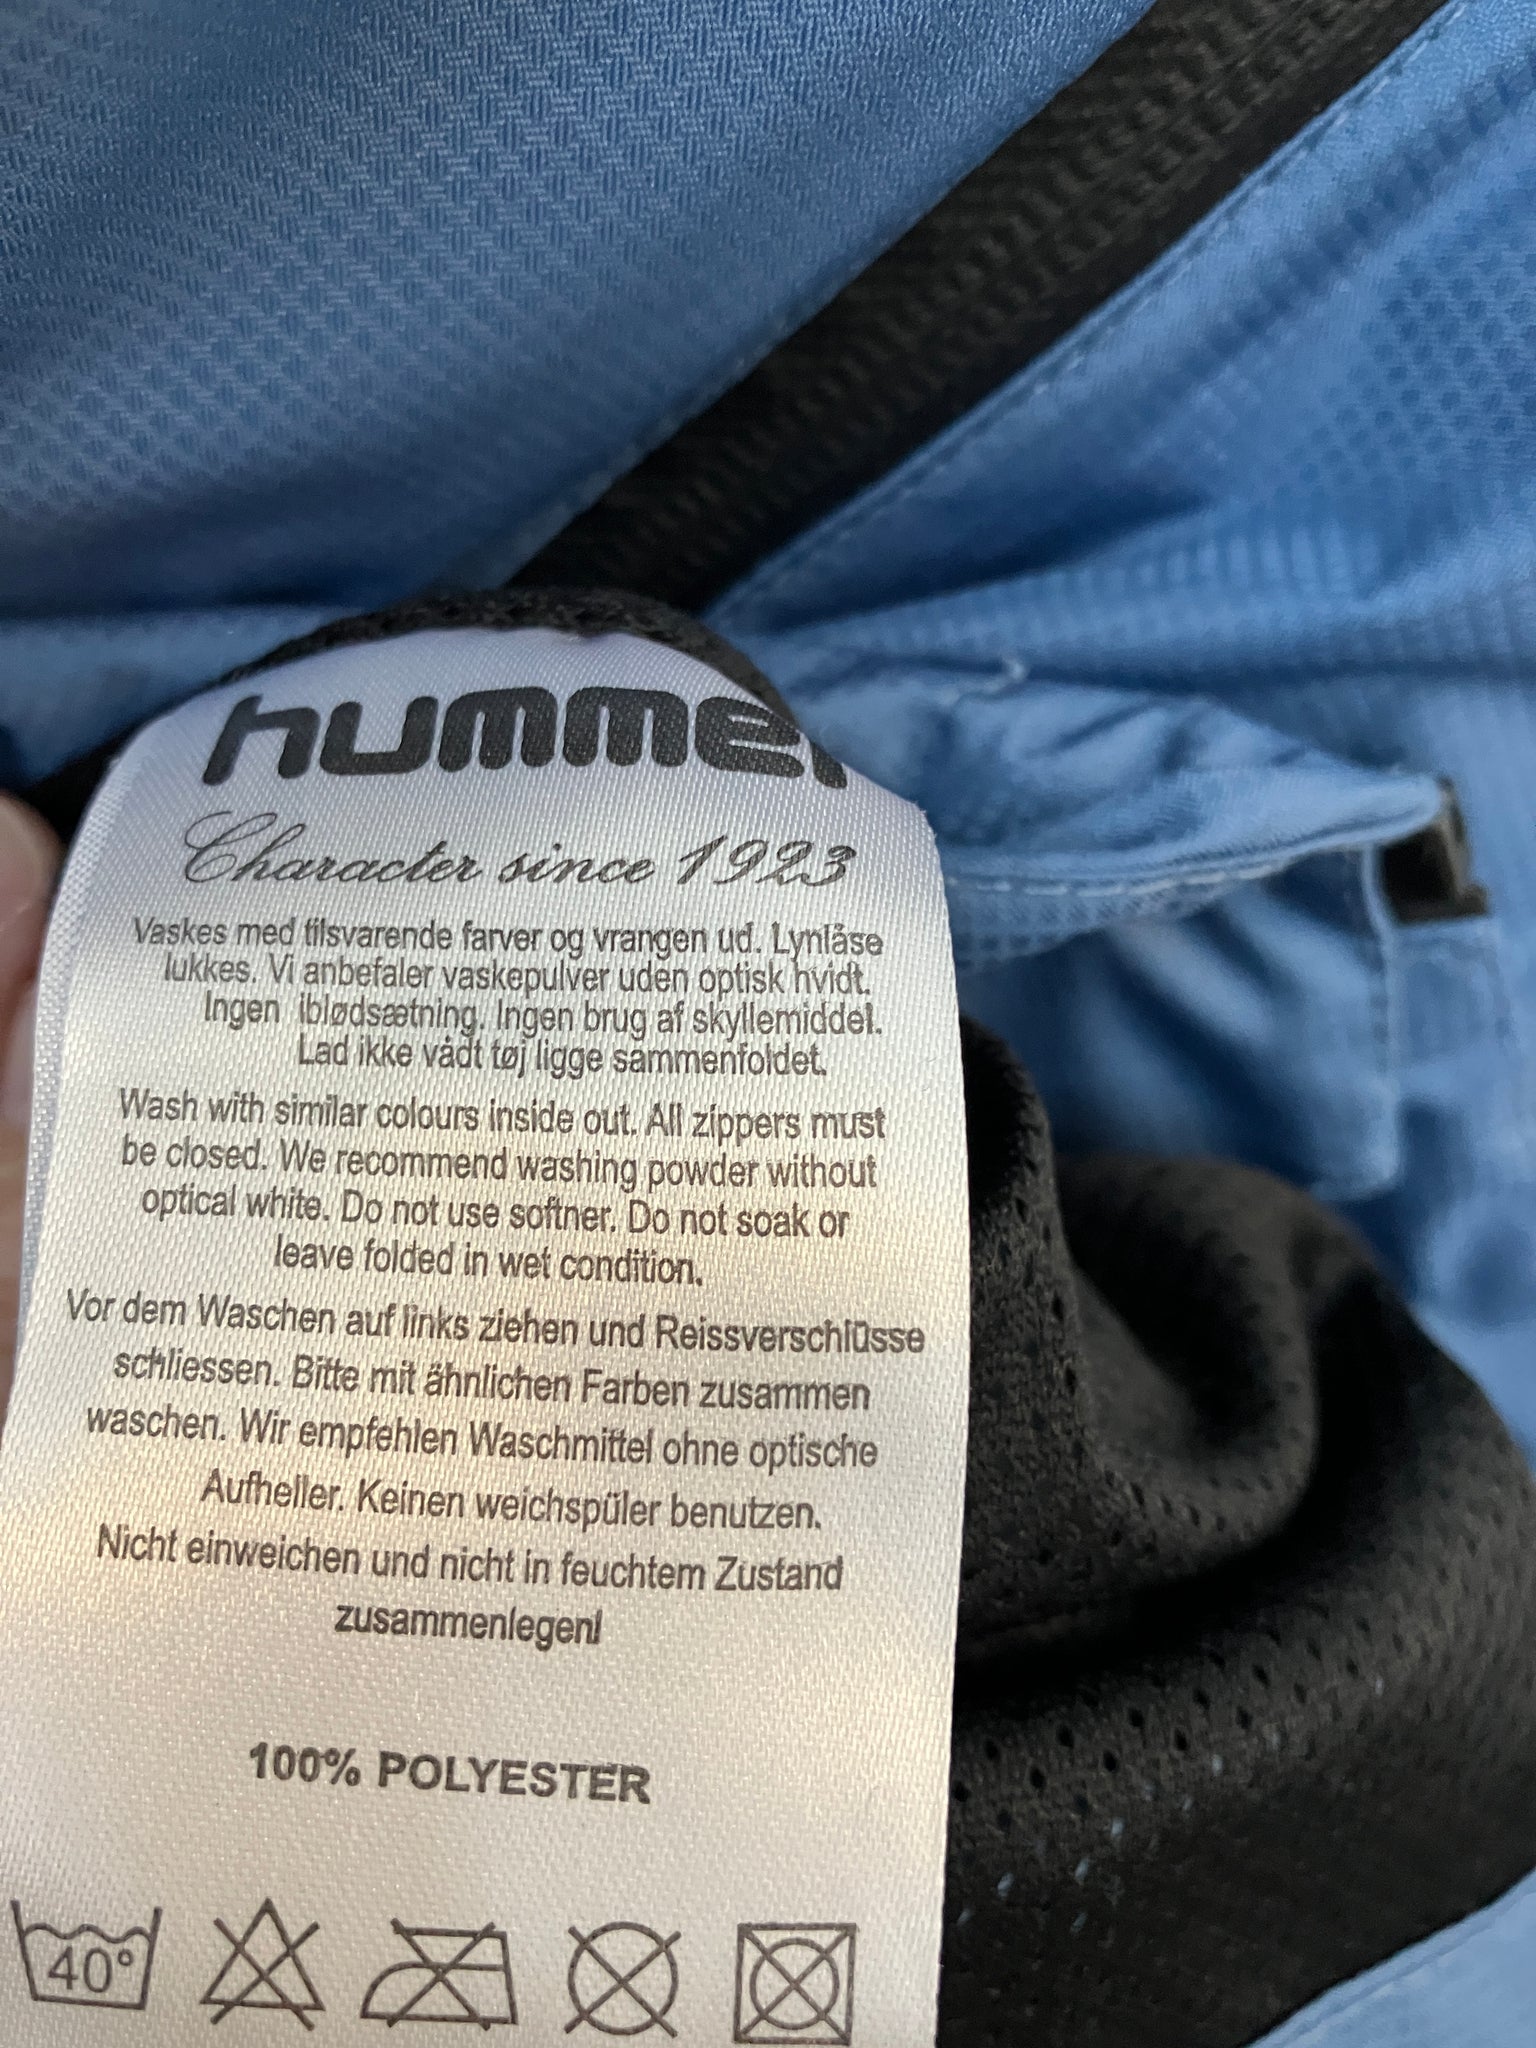 hummel
Character since 1923
Vaskes med tilsvarende farver og vrangen ud. Lynlåse
lukkes. Vi anbefaler vaskepulver uden optisk hvidt.
Ingen iblødsætning. Ingen brug af skyllemiddel.
Lad ikke vådt tøj ligge sammenfoldet.
Wash with similar colours inside out. All zippers must
be closed. We recommend washing powder without
optical white. Do not use softner. Do not soak or
leave folded in wet condition.
Vor dem Waschen auf links ziehen und Reissverschlüsse
schliessen. Bitte mit ähnlichen Farben zusammen
waschen. Wir empfehlen Waschmittel ohne optische
Aufheller. Keinen weichspüler benutzen.
Nicht einweichen und nicht in feuchtem Zustand
zusammenlegen!
100% POLYESTER
40°